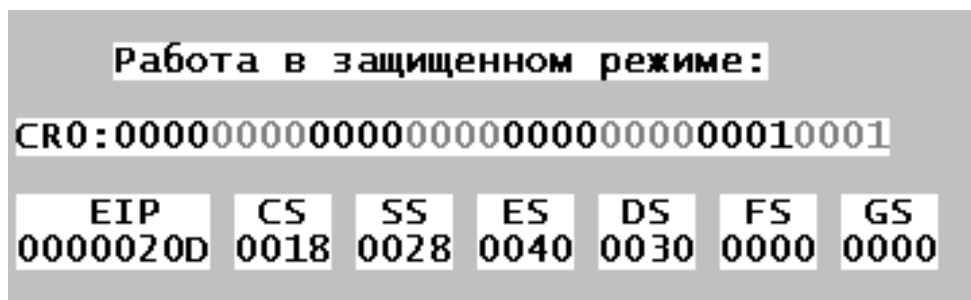 Работа в защищенном режиме:
CR0:00000000000000000000000000010001
EIP CS SS ES DS FS GS
0000020D 0018 0028 0040 0030 0000 0000